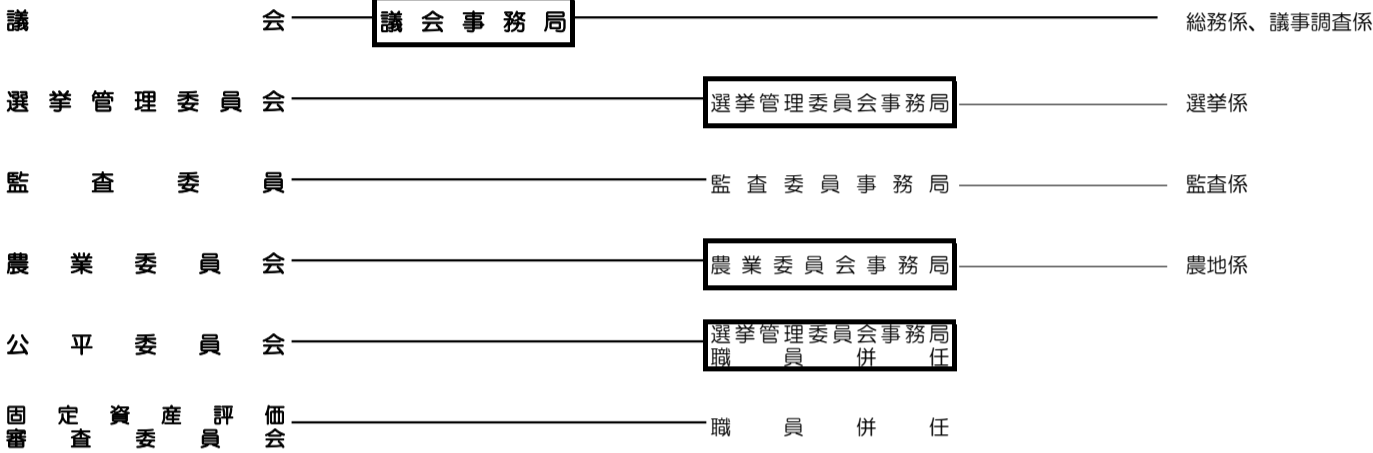 議会 議会事務局 総務係、議事調査係
選挙管理委員会 選挙管理委員会事務局 選挙係
監査委員 監査委員事務局 監査係
農業委員会 農業委員会事務局 農地係
公平委員会 選挙管理委員会事務局
職員併任
固定資産評価
審査委員会 職員併任